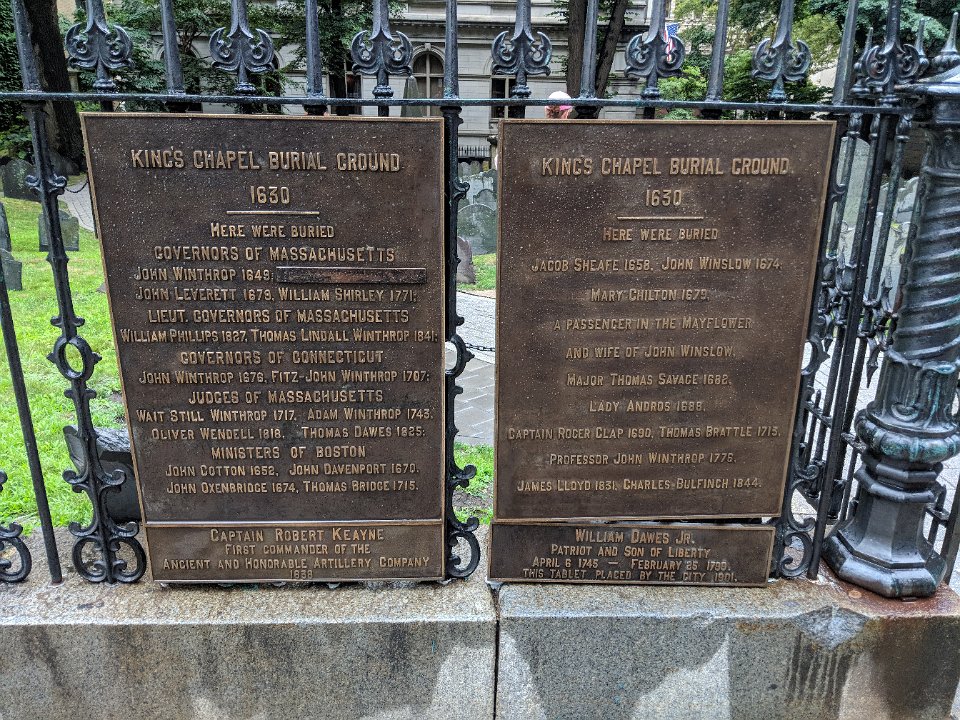 KING'S CHAPEL BURIAL GROUND
1630
HERE WERE BURIED
GOVERNORS OF MASSACHUSETTS
JOHN WINTHROP 1649;
JOHN LEVERETT 1679, WILLIAM SHIRLEY 1771;
LIEUT. GOVERNORS OF MASSACHUSETTS
WILLIAM PHILLIPS 1827, THOMAS LINDALL WINTHROP 1841;
GOVERNORS OF CONNECTICUT
JOHN WINTHROP 1676, FITZ-JOHN WINTHROP 1707;
JUDGES OF MASSACHUSETTS
WAIT STILL WINTHROP 1717, ADAM WINTHROP 1743,
OLIVER WENDELL 1818, THOMAS DAWES 1825;
MINISTERS OF BOSTON
JOHN COTTON 1652, JOHN DAVENPORT 1670,
JOHN OXENBRIDGE 1674, THOMAS BRIDGE 1715.
CAPTAIN ROBERT KEAYNE
FIRST COMMANDER OF THE
ANCIENT AND HONORABLE ARTILLERY COMPANY
1638
KING'S CHAPEL BURIAL GROUND
1630
HERE WERE BURIED
JACOB SHEAFE 1658, JOHN WINSLOW 1674,
MARY CHILTON 1679,
A PASSENGER IN THE MAYFLOWER
AND WIFE OF JOHN WINSLOW,
MAJOR THOMAS SAVAGE 1682,
LADY ANDROS 1688,
CAPTAIN ROGER CLAP 1690, THOMAS BRATTLE 1713,
PROFESSOR JOHN WINTHROP 1779,
JAMES LLOYD 1831, CHARLES BULFINCH 1844.
WILLIAM DAWES JR.
PATRIOT AND SON OF LIBERTY
APRIL 6 1745 — FEBRUARY 25 1799.
THIS TABLET PLACED BY THE CITY 1901.